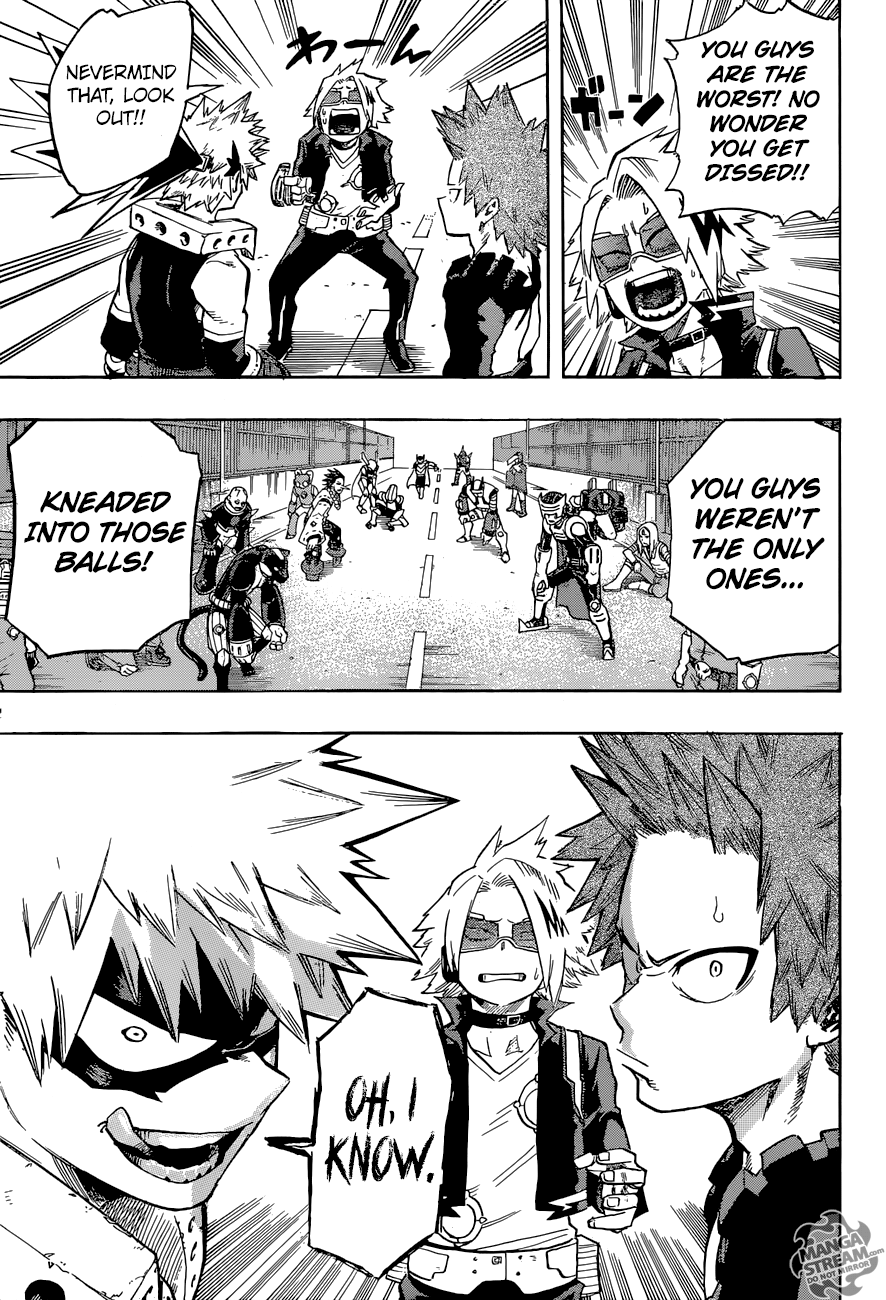 YOU GUYS
ARE THE
WORST! NO
WONDER
YOU GET
DISSED!!
ガーン
NEVERMIND
THAT, LOOK
OUT!!
わーん
YOU GUYS
WEREN'T
THE ONLY
ONES...
KNEADED
INTO THOSE
BALLS!
OH, I
KNOW.
MANGA
STREAM.com
DO NOT MIRROR